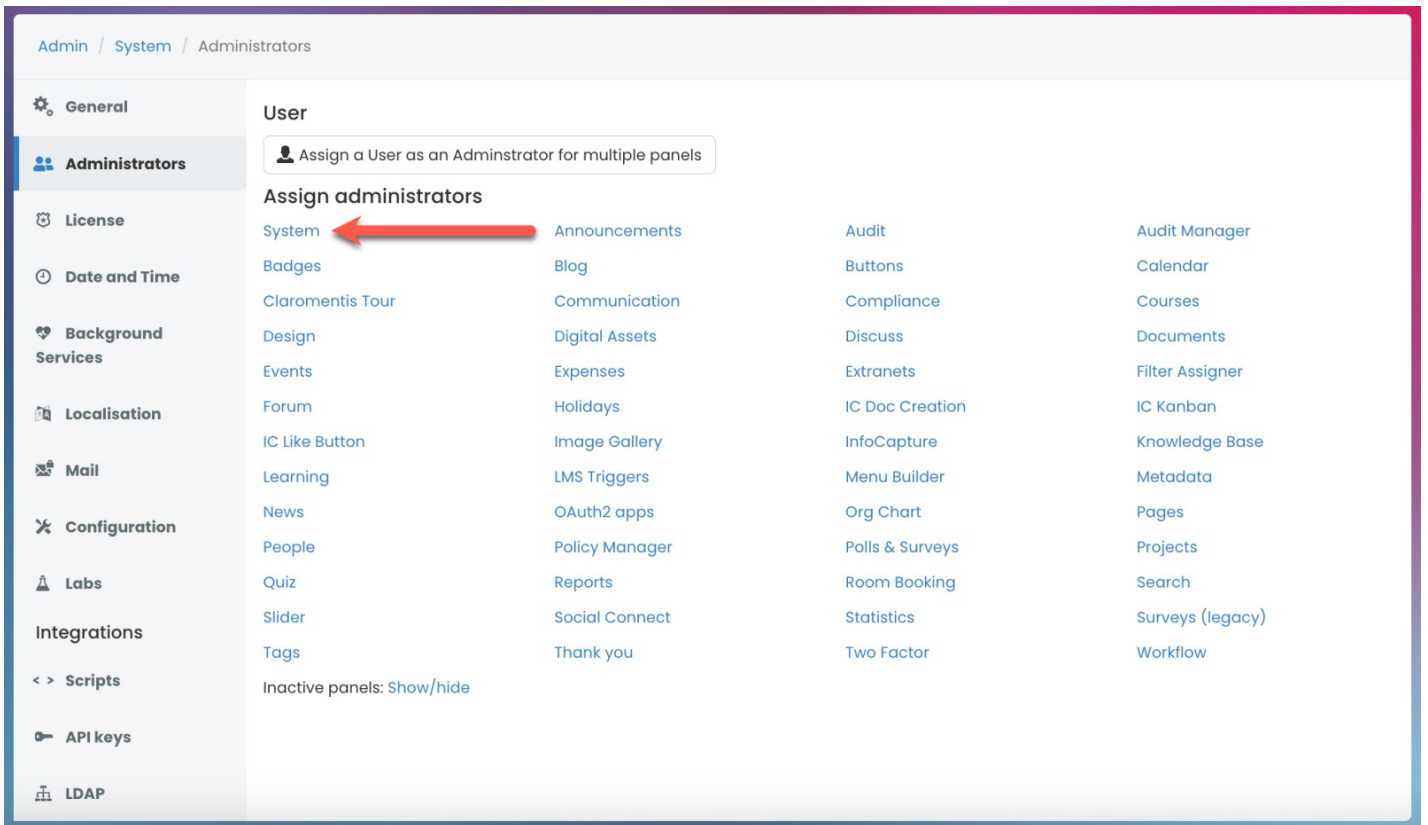 Admin / System / Administrators
General
Administrators
License
Date and Time
Background
Services
Localisation
Mail
Configuration
Labs
Integrations
< > Scripts
API keys
LDAP
User
Assign a User as an Adminstrator for multiple panels
Assign administrators
System Announcements Audit Audit Manager
Badges Blog Buttons Calendar
Claromentis Tour Communication Compliance Courses
Design Digital Assets Discuss Documents
Events Expenses Extranets Filter Assigner
Forum Holidays IC Doc Creation IC Kanban
IC Like Button Image Gallery InfoCapture Knowledge Base
Learning LMS Triggers Menu Builder Metadata
News OAuth2 apps Org Chart Pages
People Policy Manager Polls & Surveys Projects
Quiz Reports Room Booking Search
Slider Social Connect Statistics Surveys (legacy)
Tags Thank you Two Factor Workflow
Inactive panels: Show/hide